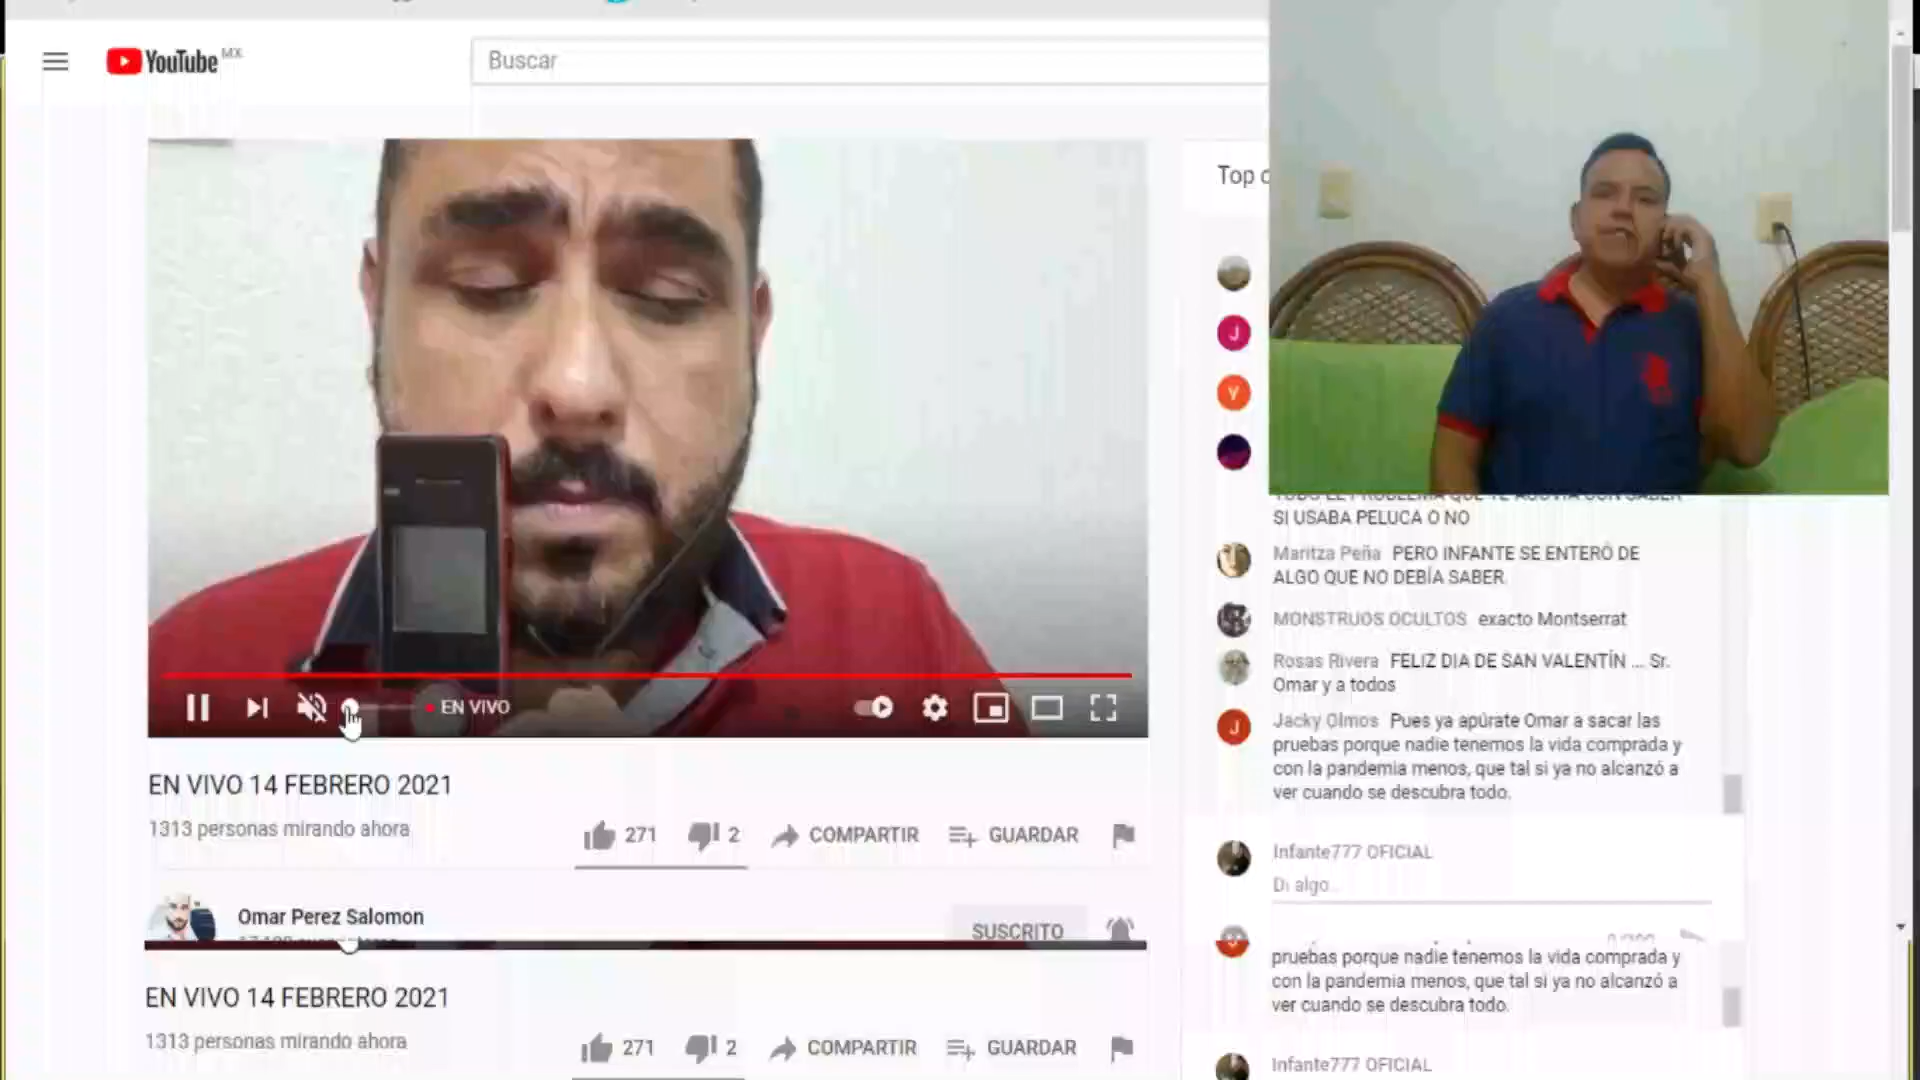 YouTube MX
Buscar
Top
J
Y
SI USABA PELUCA O NO
Maritza Peña PERO INFANTE SE ENTERÓ DE
ALGO QUE NO DEBÍA SABER
MONSTRUOS OCULTOS exacto Montserrat
Rosas Rivera FELIZ DIA DE SAN VALENTÍN ... Sr.
Omar y a todos
J
Jacky Olmos Pues ya apúrate Omar a sacar las
pruebas porque nadie tenemos la vida comprada y
con la pandemia menos, que tal si ya no alcanzó a
ver cuando se descubra todo.
Infante777 OFICIAL
Di algo...
EN VIVO
EN VIVO 14 FEBRERO 2021
1313 personas mirando ahora
271
2
COMPARTIR
GUARDAR
Omar Perez Salomon
SUSCRITO
pruebas porque nadie tenemos la vida comprada y
con la pandemia menos, que tal si ya no alcanzó a
ver cuando se descubra todo.
EN VIVO 14 FEBRERO 2021
1313 personas mirando ahora
271
2
COMPARTIR
GUARDAR
Infante777 OFICIAL